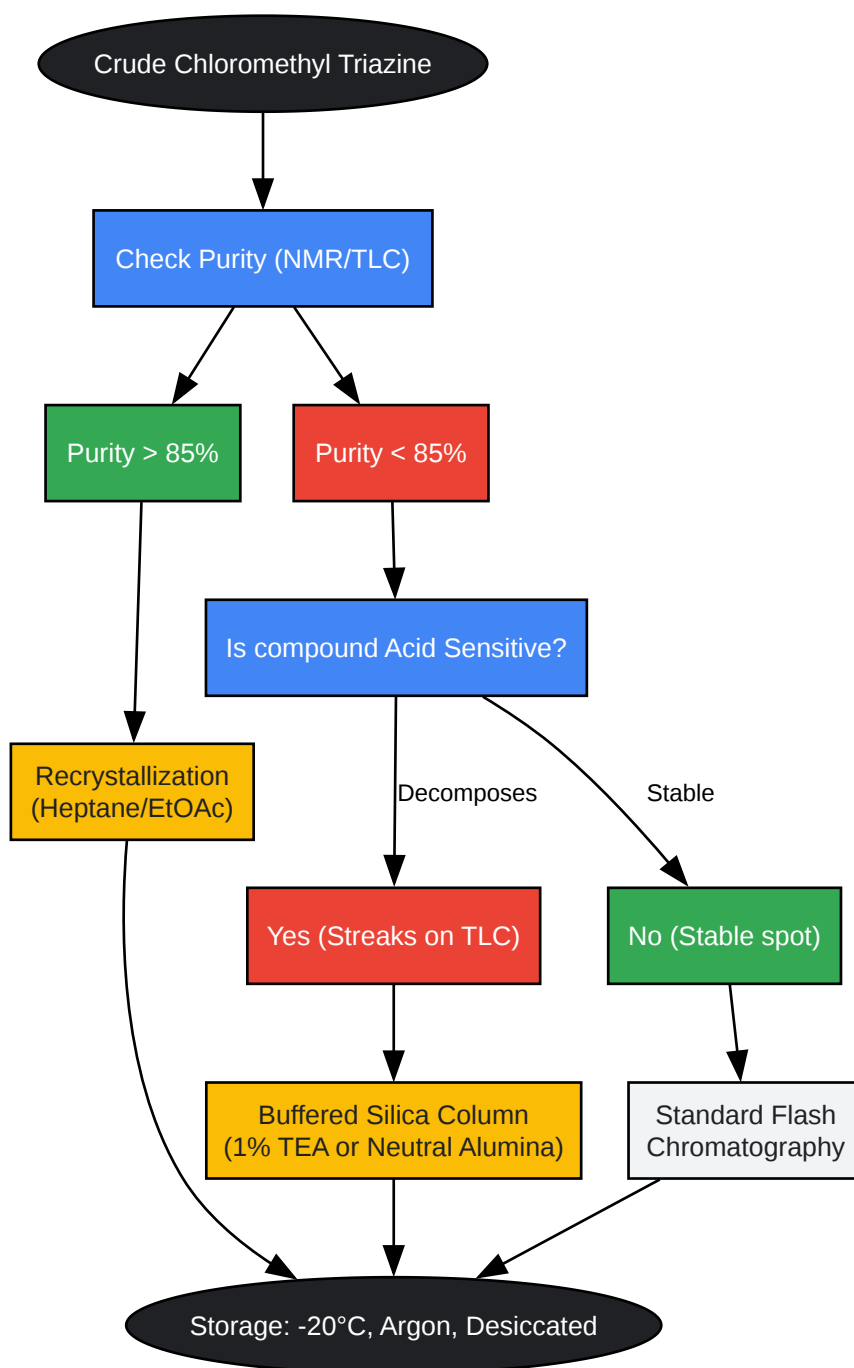 Crude Chloromethyl Triazine
Check Purity (NMR/TLC)
Purity > 85%
Purity < 85%
Is compound Acid Sensitive?
Recrystallization
(Heptane/EtOAc)
Decomposes
Stable
Yes (Streaks on TLC)
No (Stable spot)
Buffered Silica Column
(1% TEA or Neutral Alumina)
Standard Flash
Chromatography
Storage: -20°C, Argon, Desiccated